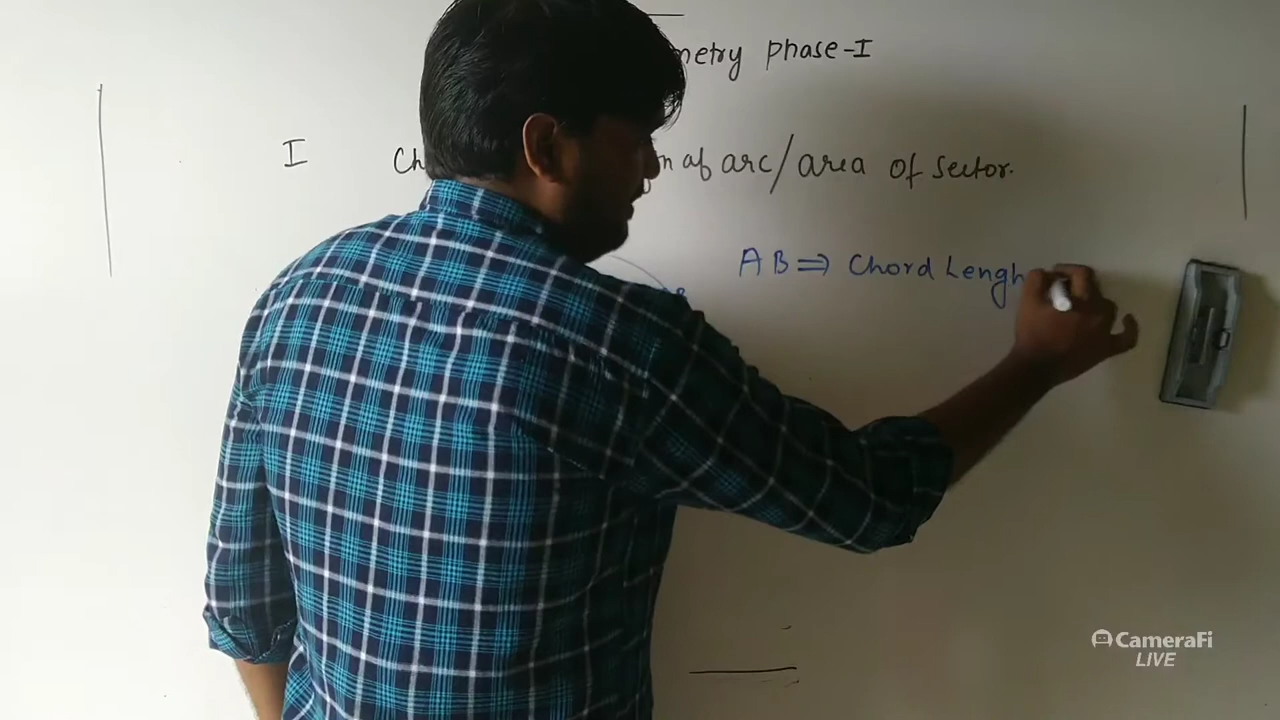 metry phase-I
I Ch n of arc/area of sector.
AB⇒ Chord Lengh
B
CameraFi
LIVE